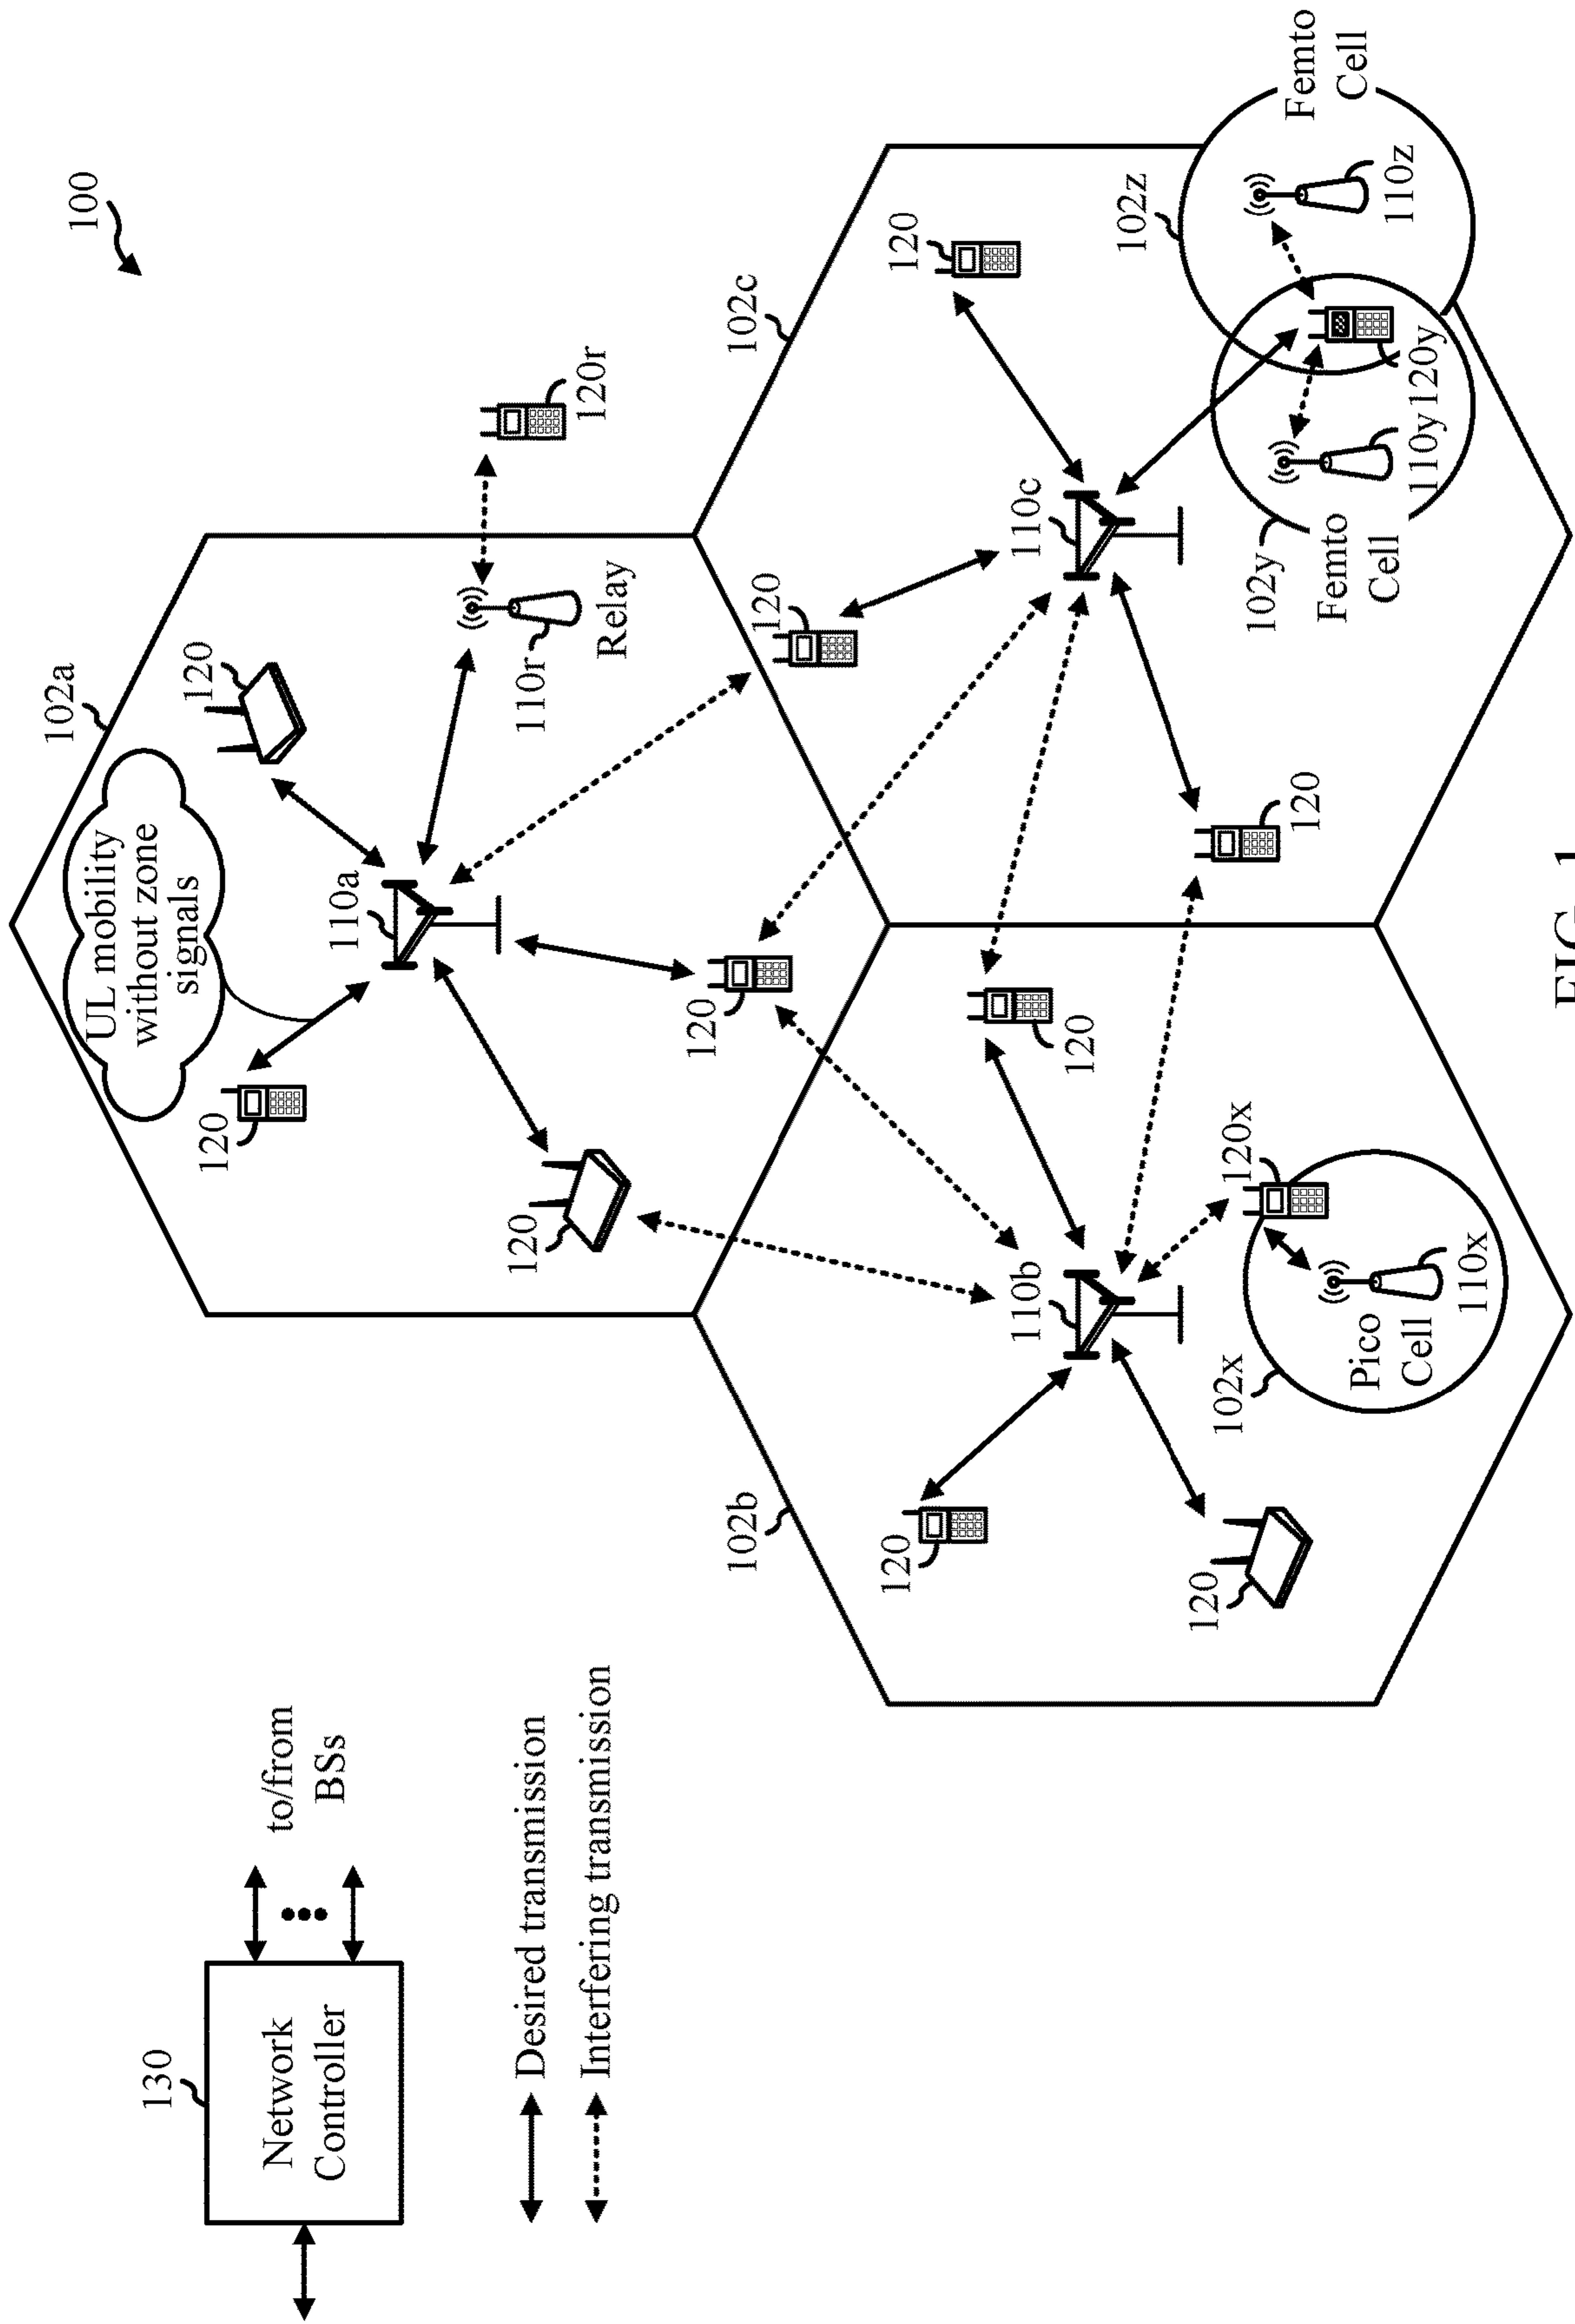 100
130
Network
Controller
to/from
BSs
Desired transmission
Interfering transmission
102a
UL mobility
without zone
signals
120
120
110a
120
110r
Relay
120r
120
120
102b
120
110b
120
120
102x
Pico
Cell
110x
120x
102c
120
120
110c
120
102y
Femto
Cell
110y
120y
102z
110z
Femto
Cell
FIG. 1